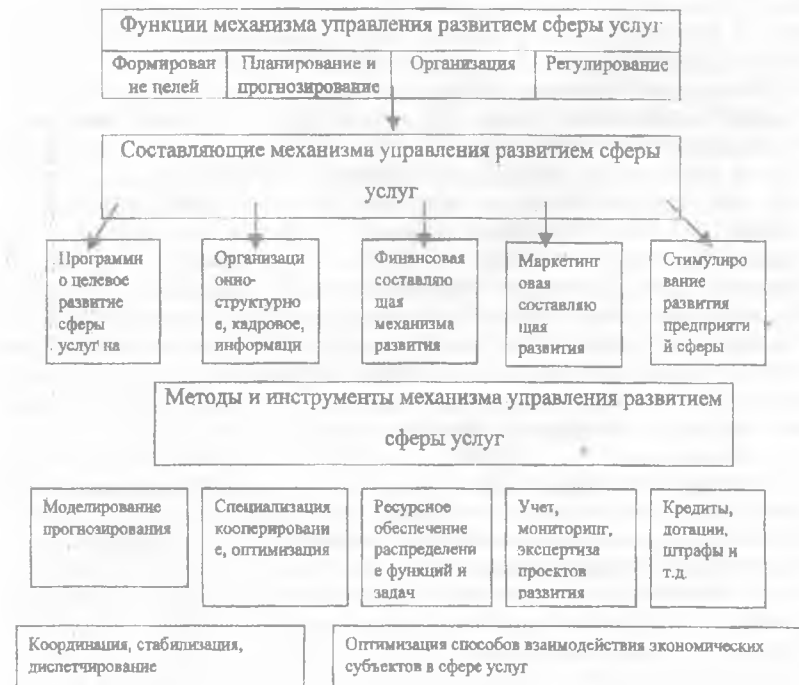 Функции механизма управления развитием сферы услуг
Формирован
ие целей
Планирование и
прогнозирование
Организация
Регулирование
Составляющие механизма управления развитием сферы
услуг
Программн
о целевое
развитие
сферы
услуг на
Организаци
онно-
структурно
е, кадровое,
информаци
Финансовая
составляю
щая
механизма
развития
Маркетинг
овая
составляю
щая
развития
Стимулиро
вание
развития
предприяти
й сферы
Методы и инструменты механизма управления развитием
сферы услуг
Моделирование
прогнозирования
Специализация
кооперировани
е, оптимизация
Ресурсное
обеспечение
распределени
е функций и
задач
Учет,
мониторинг,
экспертиза
проектов
развития
Кредиты,
дотации,
штрафы и
т.д.
Координация, стабилизация,
диспетчирование
Оптимизация способов взаимодействия экономических
субъектов в сфере услуг